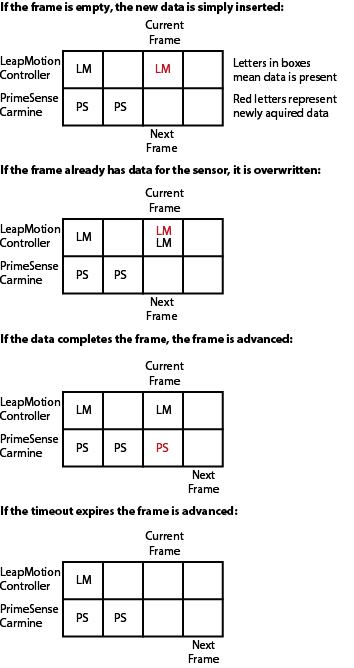 If the frame is empty, the new data is simply inserted:
Current
Frame
LeapMotion
Controller
LM
LM
Letters in boxes
mean data is present
PrimeSense
Carmine
PS
PS
Red letters represent
newly aquired data
Next
Frame
If the frame already has data for the sensor, it is overwritten:
Current
Frame
LeapMotion
Controller
LM
LM
LM
PrimeSense
Carmine
PS
PS
Next
Frame
If the data completes the frame, the frame is advanced:
Current
Frame
LeapMotion
Controller
LM
LM
PrimeSense
Carmine
PS
PS
PS
Next
Frame
If the timeout expires the frame is advanced:
Current
Frame
LeapMotion
Controller
LM
PrimeSense
Carmine
PS
PS
Next
Frame